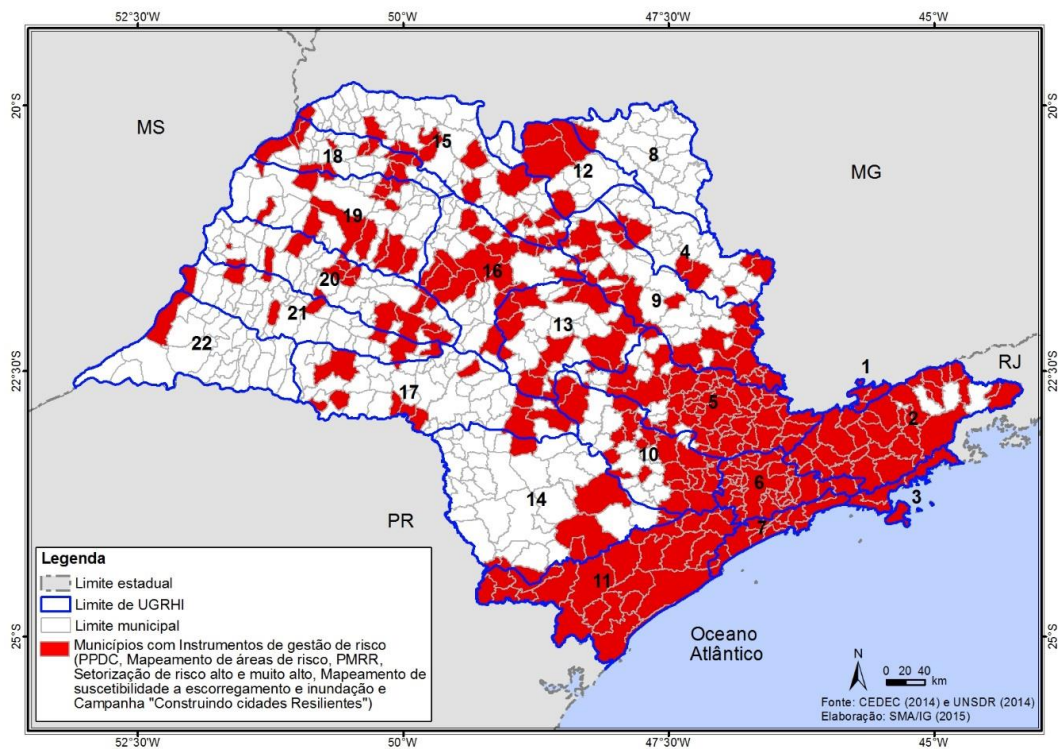 52°30'W
50°W
47°30'W
45°W
20°S
20°S
MS
MG
15
8
18
12
19
4
16
20
9
21
13
22
22°30'S
22°30'S
1
RJ
17
5
2
10
6
3
14
7
PR
11
Oceano
Atlântico
25°S
25°S
Legenda
Limite estadual
Limite de UGRHI
Limite municipal
Municípios com Instrumentos de gestão de risco
(PPDC, Mapeamento de áreas de risco, PMRR,
Setorização de risco alto e muito alto, Mapeamento de
suscetibilidade a escorregamento e inundação e
Campanha "Construindo cidades Resilientes")
N
0 20 40
km
Fonte: CEDEC (2014) e UNSDR (2014)
Elaboração: SMA/IG (2015)
52°30'W
50°W
47°30'W
45°W